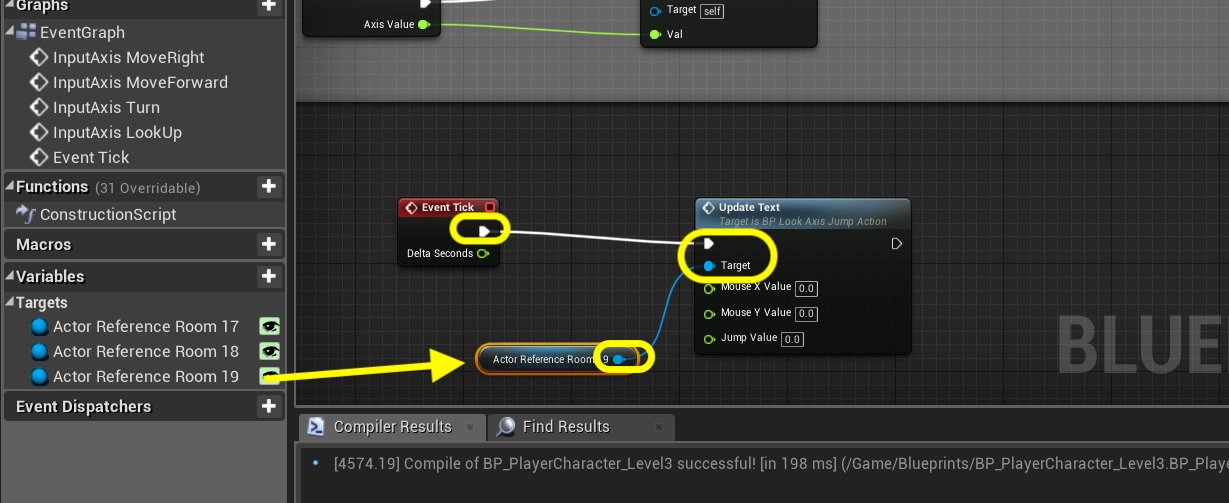 Graphs
EventGraph
InputAxis MoveRight
InputAxis MoveForward
InputAxis Turn
InputAxis LookUp
Event Tick
Functions (31 Overridable)
ConstructionScript
Macros
Variables
Targets
Actor Reference Room 17
Actor Reference Room 18
Actor Reference Room 19
Event Dispatchers
Axis Value
Target self
Val
Event Tick
Delta Seconds
Update Text
Target is BP Look Axis Jump Action
Target
Mouse X Value 0.0
Mouse Y Value 0.0
Jump Value 0.0
Actor Reference Room 19
BLUE
Compiler Results
Find Results
[4574.19] Compile of BP_PlayerCharacter_Level3 successful! [in 198 ms] (/Game/Blueprints/BP_PlayerCharacter_Level3.BP_Playe